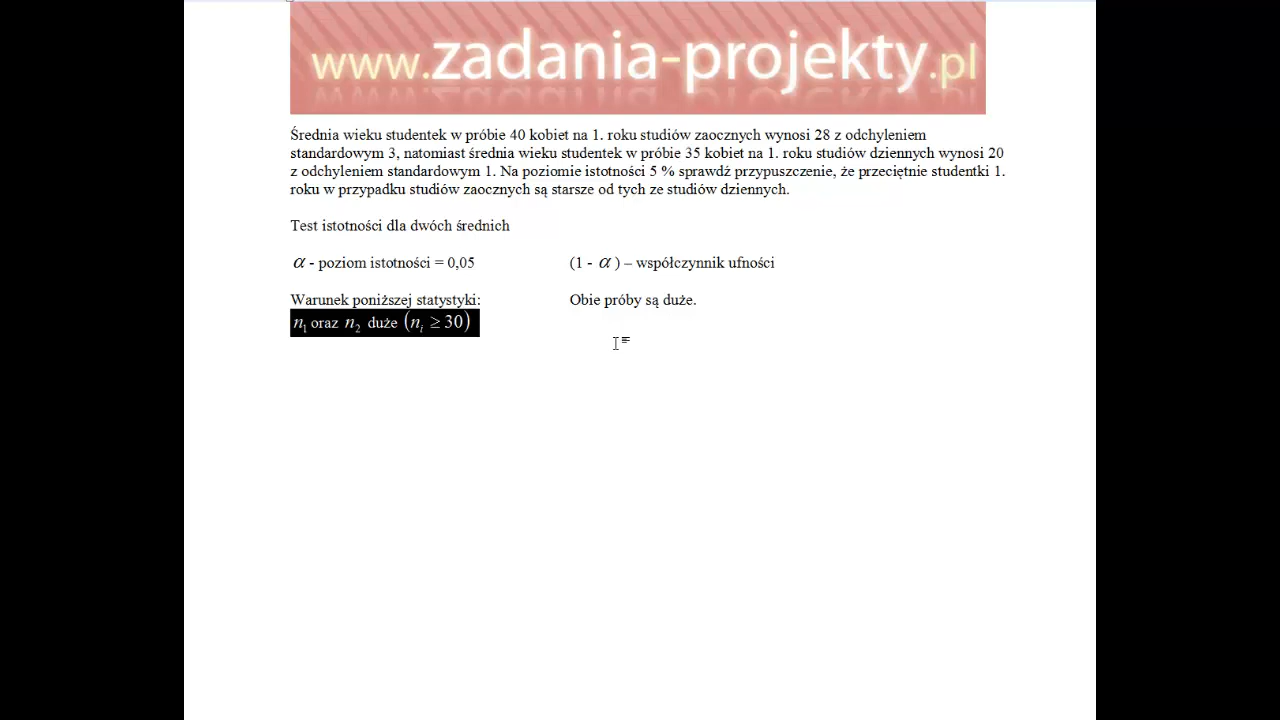 www.zadania-projekty.pl
Średnia wieku studentek w próbie 40 kobiet na 1. roku studiów zaocznych wynosi 28 z odchyleniem
standardowym 3, natomiast średnia wieku studentek w próbie 35 kobiet na 1. roku studiów dziennych wynosi 20
z odchyleniem standardowym 1. Na poziomie istotności 5 % sprawdź przypuszczenie, że przeciętnie studentki 1.
roku w przypadku studiów zaocznych są starsze od tych ze studiów dziennych.
Test istotności dla dwóch średnich
α - poziom istotności = 0,05 (1 - α ) – współczynnik ufności
Warunek poniższej statystyki: Obie próby są duże.
n₁ oraz n₂ duże (nᵢ ≥ 30)